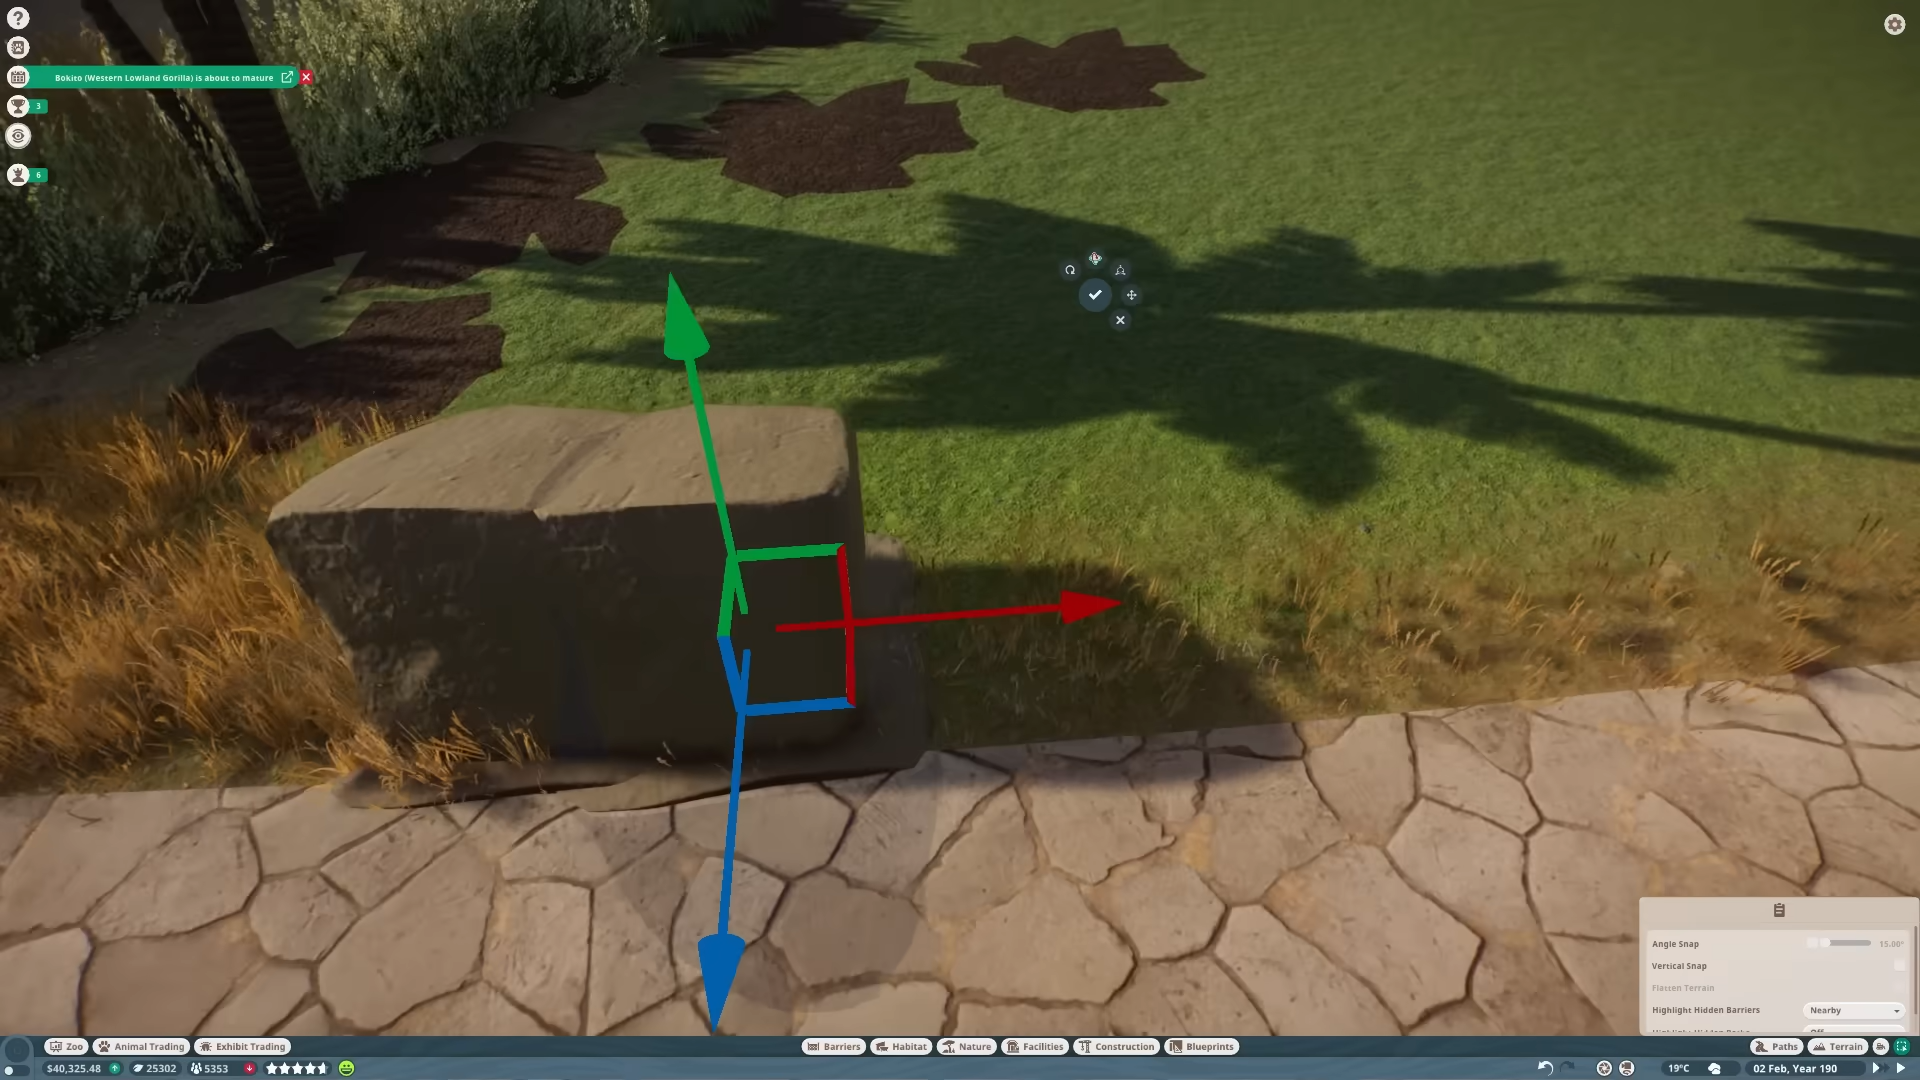 Bokito (Western Lowland Gorilla) is about to mature
3
6
Angle Snap 15.00°
Vertical Snap
Flatten Terrain
Highlight Hidden Barriers Nearby
Zoo Animal Trading Exhibit Trading Barriers Habitat Nature Facilities Construction Blueprints Paths Terrain
$40,325.48 25302 5353 19°C 02 Feb, Year 190